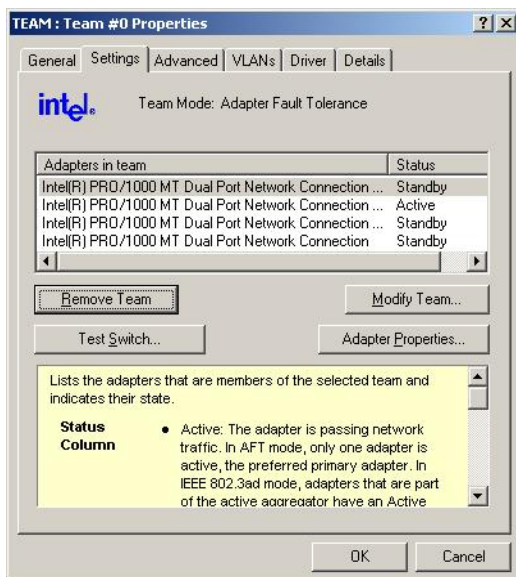 TEAM : Team #0 Properties
General Settings Advanced VLANs Driver Details
intel. Team Mode: Adapter Fault Tolerance
Adapters in team Status
Intel(R) PRO/1000 MT Dual Port Network Connection ... Standby
Intel(R) PRO/1000 MT Dual Port Network Connection ... Active
Intel(R) PRO/1000 MT Dual Port Network Connection ... Standby
Intel(R) PRO/1000 MT Dual Port Network Connection Standby
Remove Team Modify Team...
Test Switch... Adapter Properties...
Lists the adapters that are members of the selected team and
indicates their state.
Status • Active: The adapter is passing network
Column traffic. In AFT mode, only one adapter is
active, the preferred primary adapter. In
IEEE 802.3ad mode, adapters that are part
of the active aggregator have an Active
OK Cancel